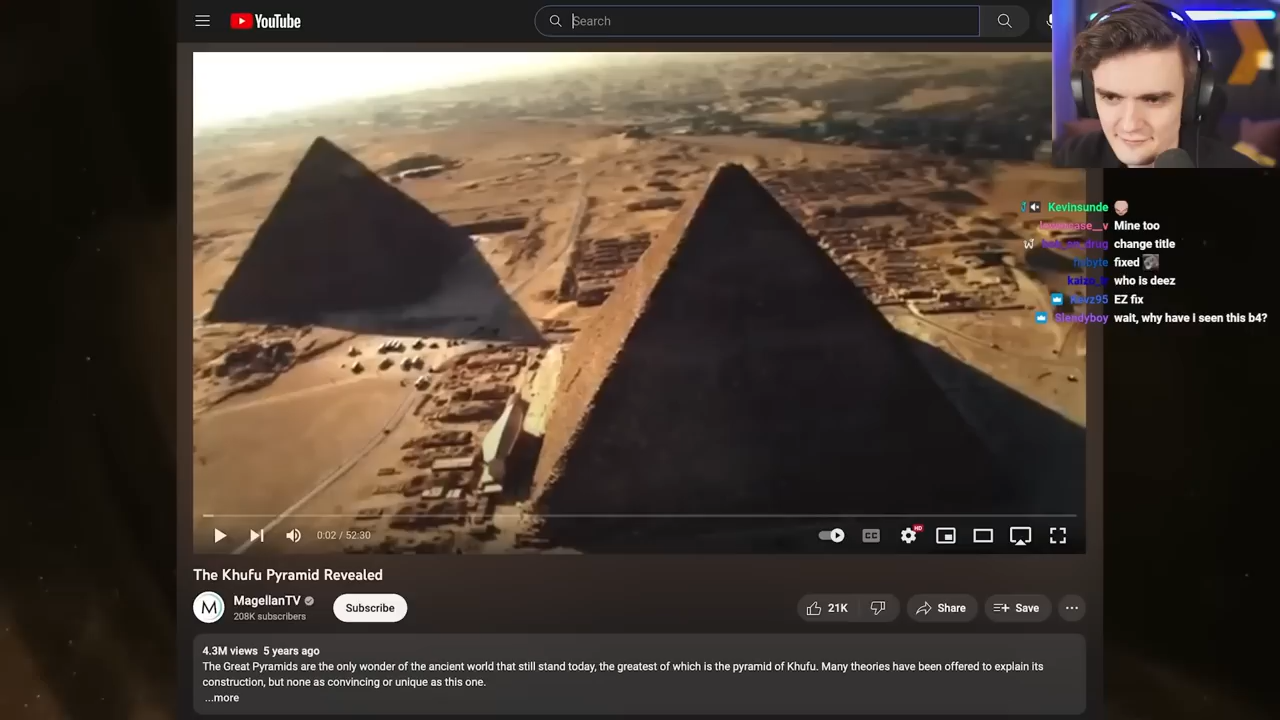 YouTube
Search
Kevinsunde
Mine too
change title
fixed
who is deez
EZ fix
Slendyboy wait, why have I seen this b4?
0:02 / 52:30
CC
HD
The Khufu Pyramid Revealed
M
MagellanTV
208K subscribers
Subscribe
21K
Share
Save
4.3M views 5 years ago
The Great Pyramids are the only wonder of the ancient world that still stand today, the greatest of which is the pyramid of Khufu. Many theories have been offered to explain its
construction, but none as convincing or unique as this one.
...more